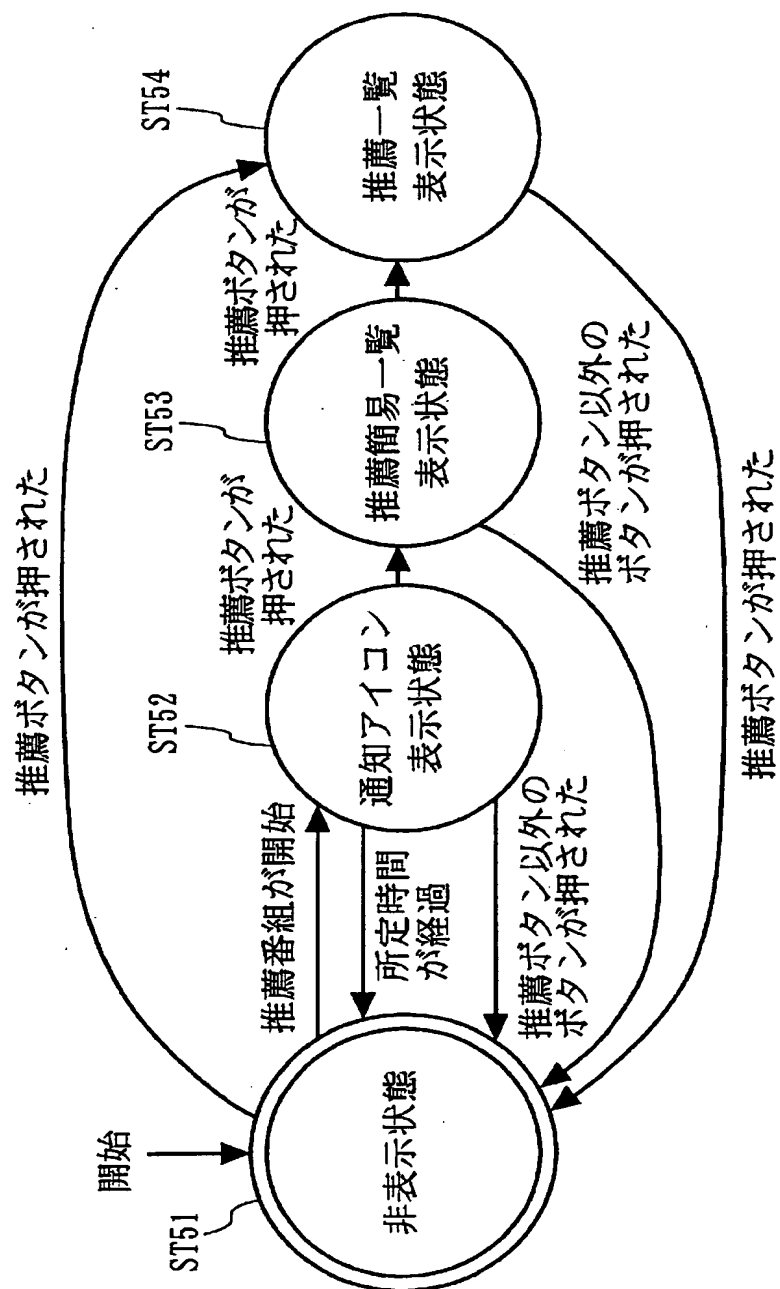 推薦ボタンが押された
開始
ST51
非表示状態
推薦番組が開始
所定時間
が経過
推薦ボタン以外の
ボタンが押された
ST52
通知アイコン
表示状態
推薦ボタンが
押された
ST53
推薦簡易一覧
表示状態
推薦ボタンが
押された
ST54
推薦一覧
表示状態
推薦ボタン以外の
ボタンが押された
推薦ボタンが押された